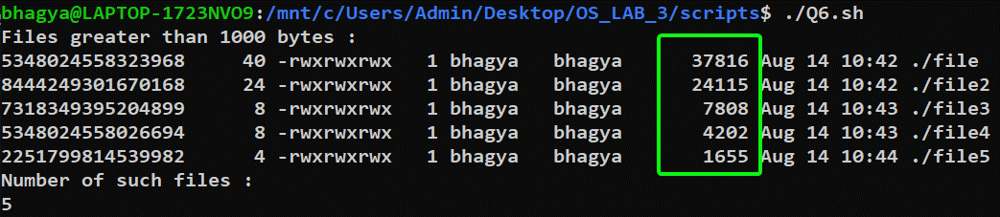 bhagya@LAPTOP-1723NVO9:/mnt/c/Users/Admin/Desktop/OS_LAB_3/scripts$ ./Q6.sh
Files greater than 1000 bytes :
5348024558323968 40 -rwxrwxrwx 1 bhagya bhagya 37816 Aug 14 10:42 ./file
8444249301670168 24 -rwxrwxrwx 1 bhagya bhagya 24115 Aug 14 10:42 ./file2
7318349395204899 8 -rwxrwxrwx 1 bhagya bhagya 7808 Aug 14 10:43 ./file3
5348024558026694 8 -rwxrwxrwx 1 bhagya bhagya 4202 Aug 14 10:43 ./file4
2251799814539982 4 -rwxrwxrwx 1 bhagya bhagya 1655 Aug 14 10:44 ./file5
Number of such files :
5